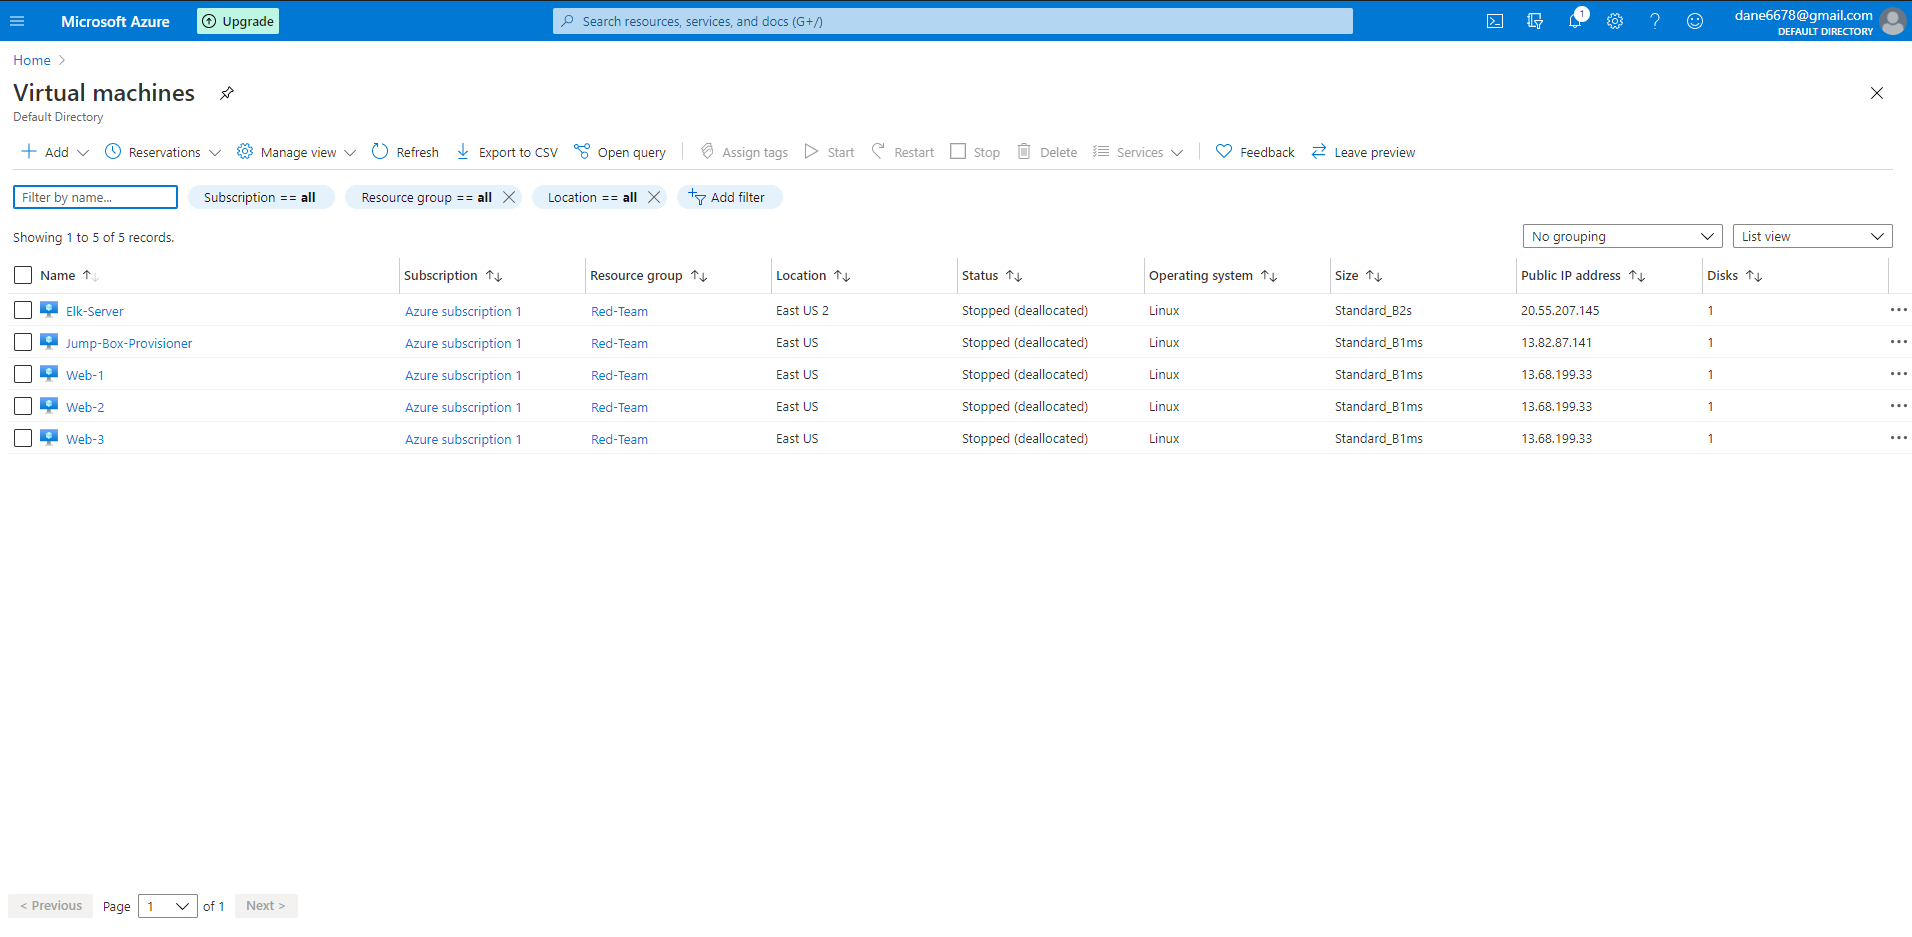 Microsoft Azure Upgrade Search resources, services, and docs (G+/) 1 dane6678@gmail.com
DEFAULT DIRECTORY
Home
Virtual machines
Default Directory
Add Reservations Manage view Refresh Export to CSV Open query Assign tags Start Restart Stop Delete Services Feedback Leave preview
Filter by name... Subscription == all Resource group == all Location == all Add filter
Showing 1 to 5 of 5 records. No grouping List view
Name Subscription Resource group Location Status Operating system Size Public IP address Disks
Elk-Server Azure subscription 1 Red-Team East US 2 Stopped (deallocated) Linux Standard_B2s 20.55.207.145 1
Jump-Box-Provisioner Azure subscription 1 Red-Team East US Stopped (deallocated) Linux Standard_B1ms 13.82.87.141 1
Web-1 Azure subscription 1 Red-Team East US Stopped (deallocated) Linux Standard_B1ms 13.68.199.33 1
Web-2 Azure subscription 1 Red-Team East US Stopped (deallocated) Linux Standard_B1ms 13.68.199.33 1
Web-3 Azure subscription 1 Red-Team East US Stopped (deallocated) Linux Standard_B1ms 13.68.199.33 1
< Previous Page 1 of 1 Next >